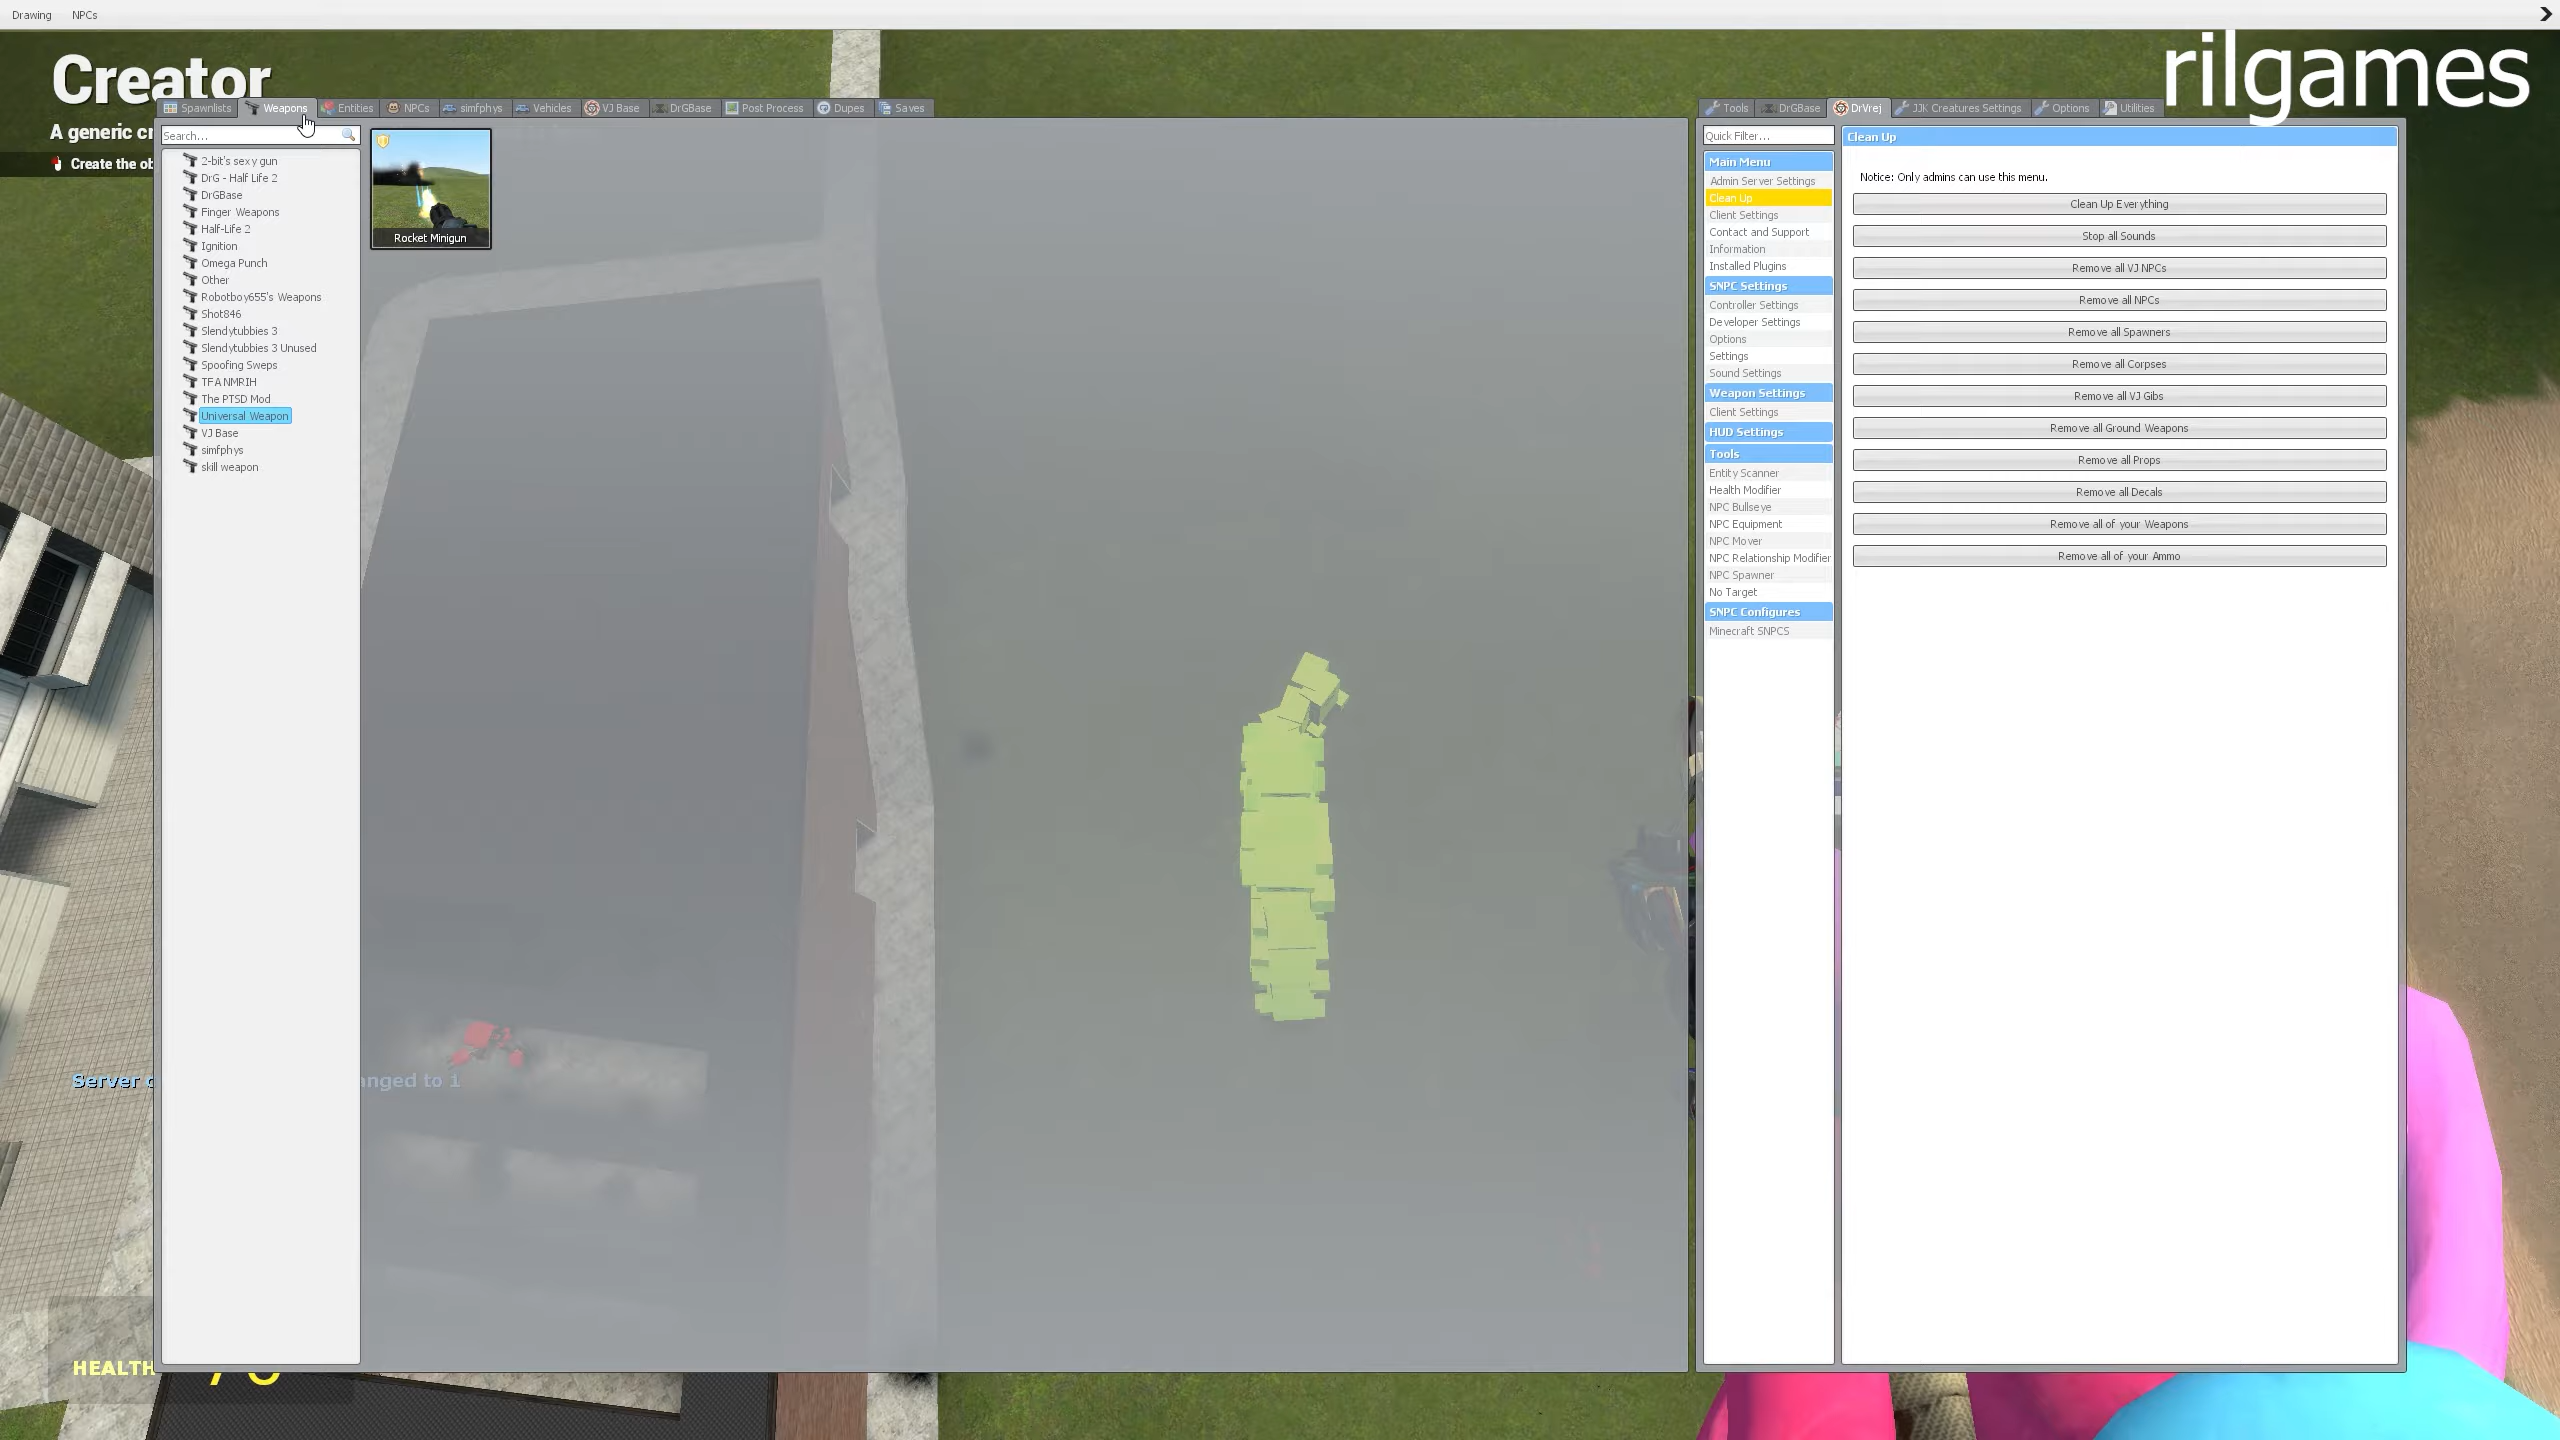 Drawing NPCs
Creator
rilgames
A generic cr
Create the ob
Spawnlists Weapons Entities NPCs simfphys Vehicles VJ Base DrGBase Post Process Dupes Saves
Search...
2-bit's sexy gun
DrG - Half Life 2
DrGBase
Finger Weapons
Half-Life 2
Ignition
Omega Punch
Other
Robotboy655's Weapons
Shot846
Slendytubbies 3
Slendytubbies 3 Unused
Spoofing Sweps
TFA NMRIH
The PTSD Mod
Universal Weapon
VJ Base
simfphys
skill weapon
Rocket Minigun
Server c
anged to 1
HEALTH
Tools DrGBase DrVrej JJK Creatures Settings Options Utilities
Quick Filter...
Main Menu
Admin Server Settings
Clean Up
Client Settings
Contact and Support
Information
Installed Plugins
SNPC Settings
Controller Settings
Developer Settings
Options
Settings
Sound Settings
Weapon Settings
Client Settings
HUD Settings
Tools
Entity Scanner
Health Modifier
NPC Bullseye
NPC Equipment
NPC Mover
NPC Relationship Modifier
NPC Spawner
No Target
SNPC Configures
Minecraft SNPCS
Clean Up
Notice: Only admins can use this menu.
Clean Up Everything
Stop all Sounds
Remove all VJ NPCs
Remove all NPCs
Remove all Spawners
Remove all Corpses
Remove all VJ Gibs
Remove all Ground Weapons
Remove all Props
Remove all Decals
Remove all of your Weapons
Remove all of your Ammo